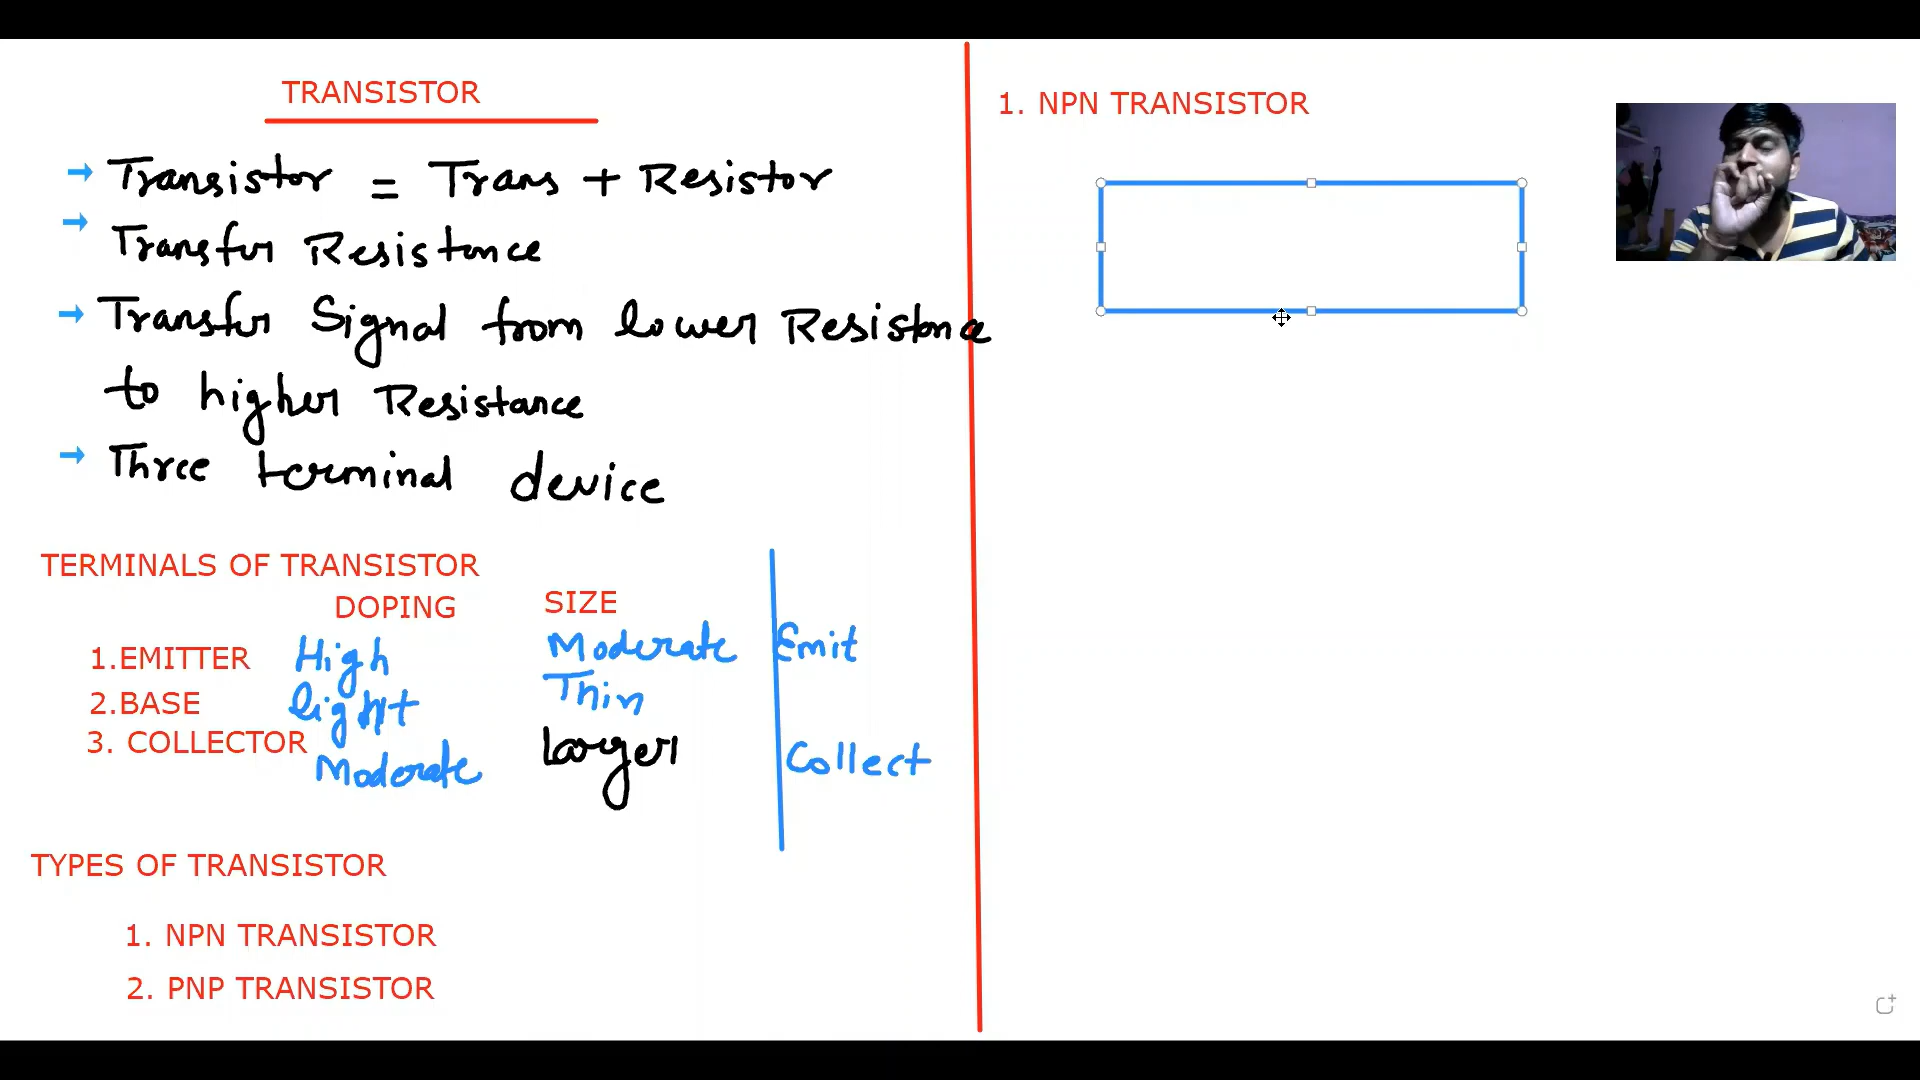 TRANSISTOR
→ Transistor = Trans + Resistor
→ Transfer Resistance
→ Transfer Signal from lower Resistance
to higher Resistance
→ Three terminal device
TERMINALS OF TRANSISTOR
DOPING SIZE
1.EMITTER High Moderate Emit
2.BASE light Thin
3. COLLECTOR Moderate Larger Collect
TYPES OF TRANSISTOR
1. NPN TRANSISTOR
2. PNP TRANSISTOR
1. NPN TRANSISTOR